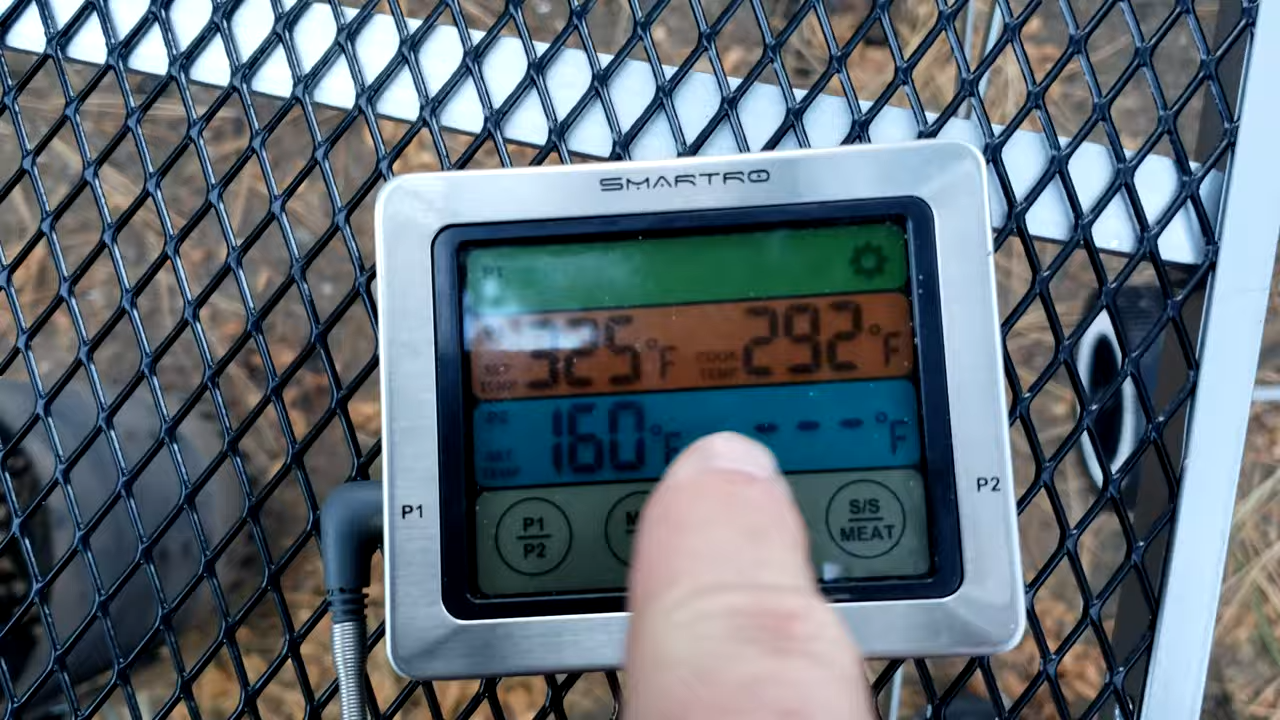 SMARTRO
P1
325°F COOK TEMP 292°F
160°F ---°F
P1 P1 P2 M S/S MEAT P2